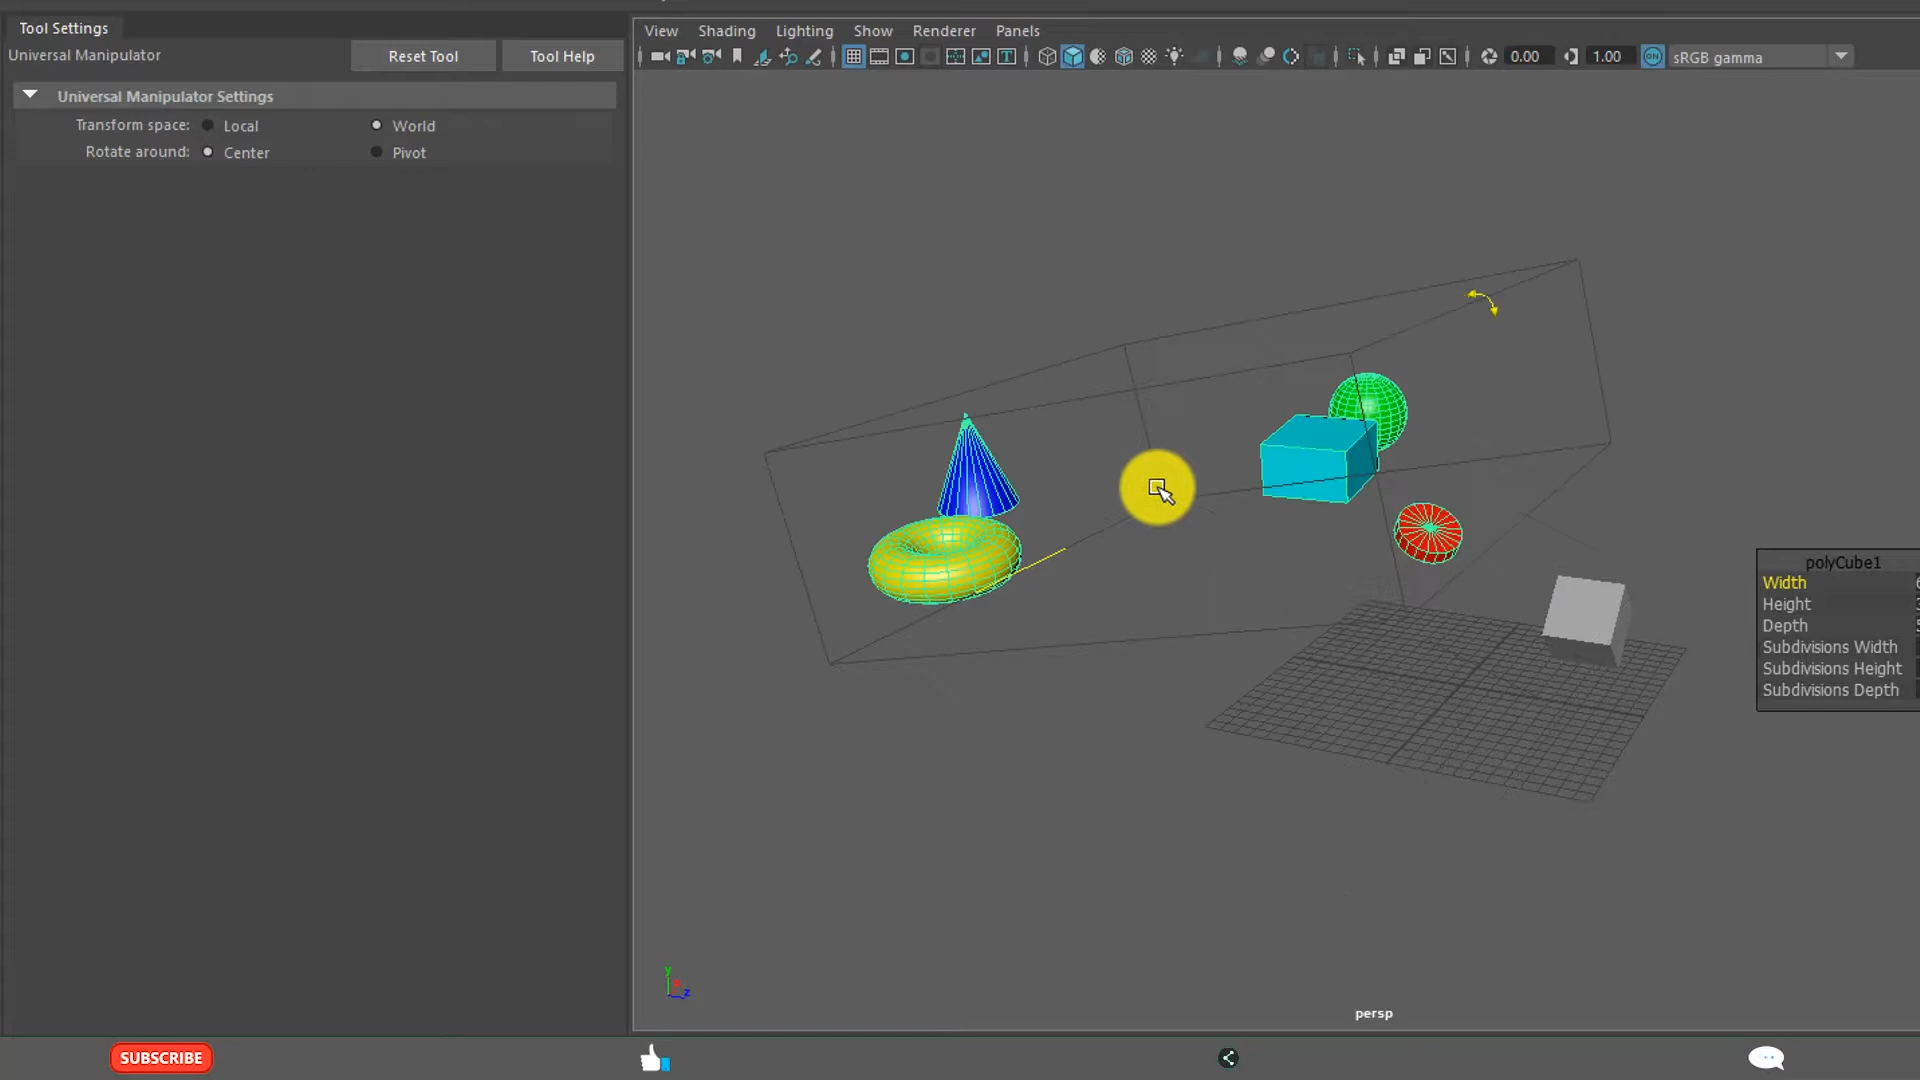 Tool Settings
Universal Manipulator
Reset Tool
Tool Help
Universal Manipulator Settings
Transform space: Local World
Rotate around: Center Pivot
View Shading Lighting Show Renderer Panels
0.00 1.00 ON sRGB gamma
polyCube1
Width
Height
Depth
Subdivisions Width
Subdivisions Height
Subdivisions Depth
y
z
persp
SUBSCRIBE